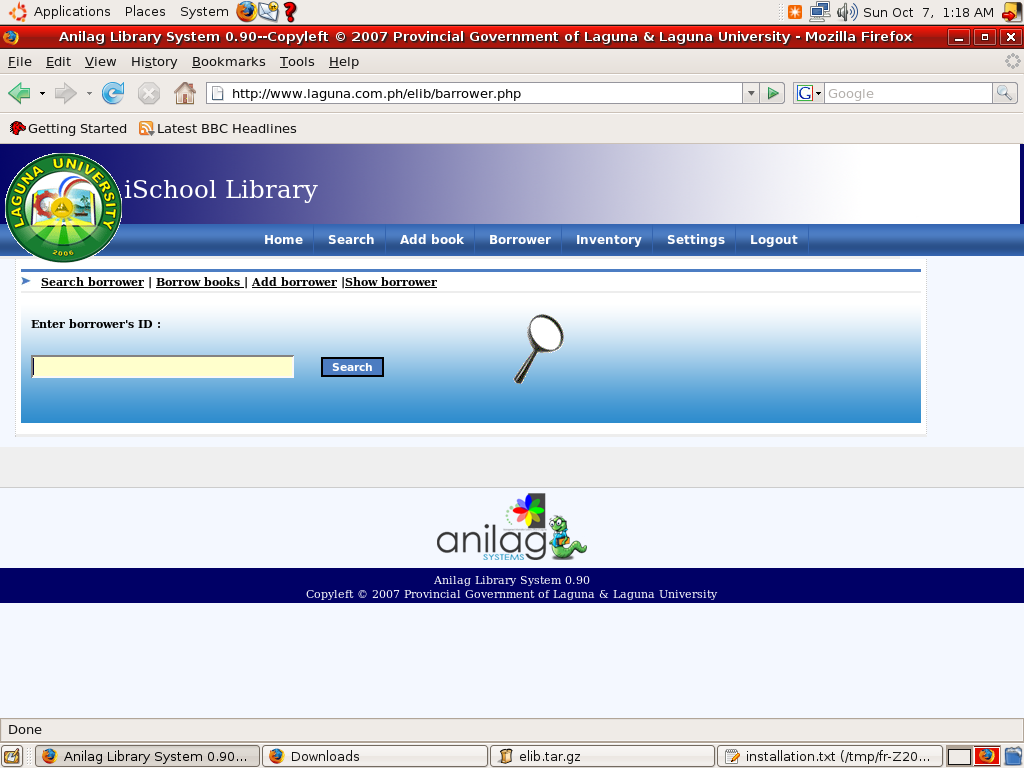 Applications Places System Sun Oct 7, 1:18 AM
Anilag Library System 0.90--Copyleft © 2007 Provincial Government of Laguna & Laguna University - Mozilla Firefox
File Edit View History Bookmarks Tools Help
http://www.laguna.com.ph/elib/barrower.php G Google
Getting Started Latest BBC Headlines
LAGUNA UNIVERSITY
2006
iSchool Library
Home Search Add book Borrower Inventory Settings Logout
Search borrower | Borrow books | Add borrower |Show borrower
Enter borrower's ID :
Search
anilag
SYSTEMS
Anilag Library System 0.90
Copyleft © 2007 Provincial Government of Laguna & Laguna University
Done
Anilag Library System 0.90... Downloads elib.tar.gz installation.txt (/tmp/fr-Z20...